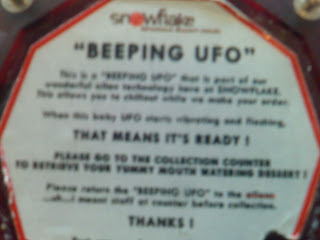 snowflake
"BEEPING UFO"
This is a "BEEPING UFO" that is part of our
wonderful alien technology here at SNOWFLAKE.
This allows you to chillout while we make your order.
When this baby UFO starts vibrating and flashing,
THAT MEANS IT'S READY !
PLEASE GO TO THE COLLECTION COUNTER
TO RETRIEVE YOUR YUMMY MOUTH WATERING DESSERT !
Please return the "BEEPING UFO" to the aliens
I meant staff at counter before collection.
THANKS !